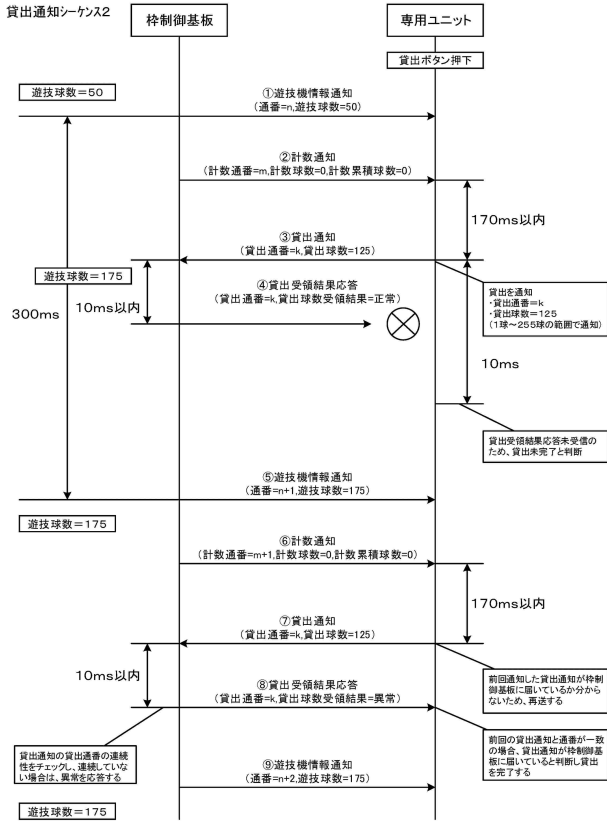 貸出通知シーケンス2
枠制御基板
専用ユニット
貸出ボタン押下
遊技球数=50
①遊技機情報通知
(通番=n,遊技球数=50)
②計数通知
(計数通番=m,計数球数=0,計数累積球数=0)
170ms以内
③貸出通知
(貸出通番=k,貸出球数=125)
遊技球数=175
④貸出受領結果応答
(貸出通番=k,貸出球数受領結果=正常)
10ms以内
300ms
貸出を通知
・貸出通番=k
・貸出球数=125
(1球～255球の範囲で通知)
10ms
貸出受領結果応答未受信の
ため、貸出未完了と判断
⑤遊技機情報通知
(通番=n+1,遊技球数=175)
遊技球数=175
⑥計数通知
(計数通番=m+1,計数球数=0,計数累積球数=0)
170ms以内
⑦貸出通知
(貸出通番=k,貸出球数=125)
10ms以内
前回通知した貸出通知が枠制
御基板に届いているか分から
ないため、再送する
⑧貸出受領結果応答
(貸出通番=k,貸出球数受領結果=異常)
貸出通知の貸出通番の連続
性をチェックし、連続していな
い場合は、異常を応答する
前回の貸出通知と通番が一致
の場合、貸出通知が枠制御基
板に届いていると判断し貸出
を完了する
⑨遊技機情報通知
(通番=n+2,遊技球数=175)
遊技球数=175